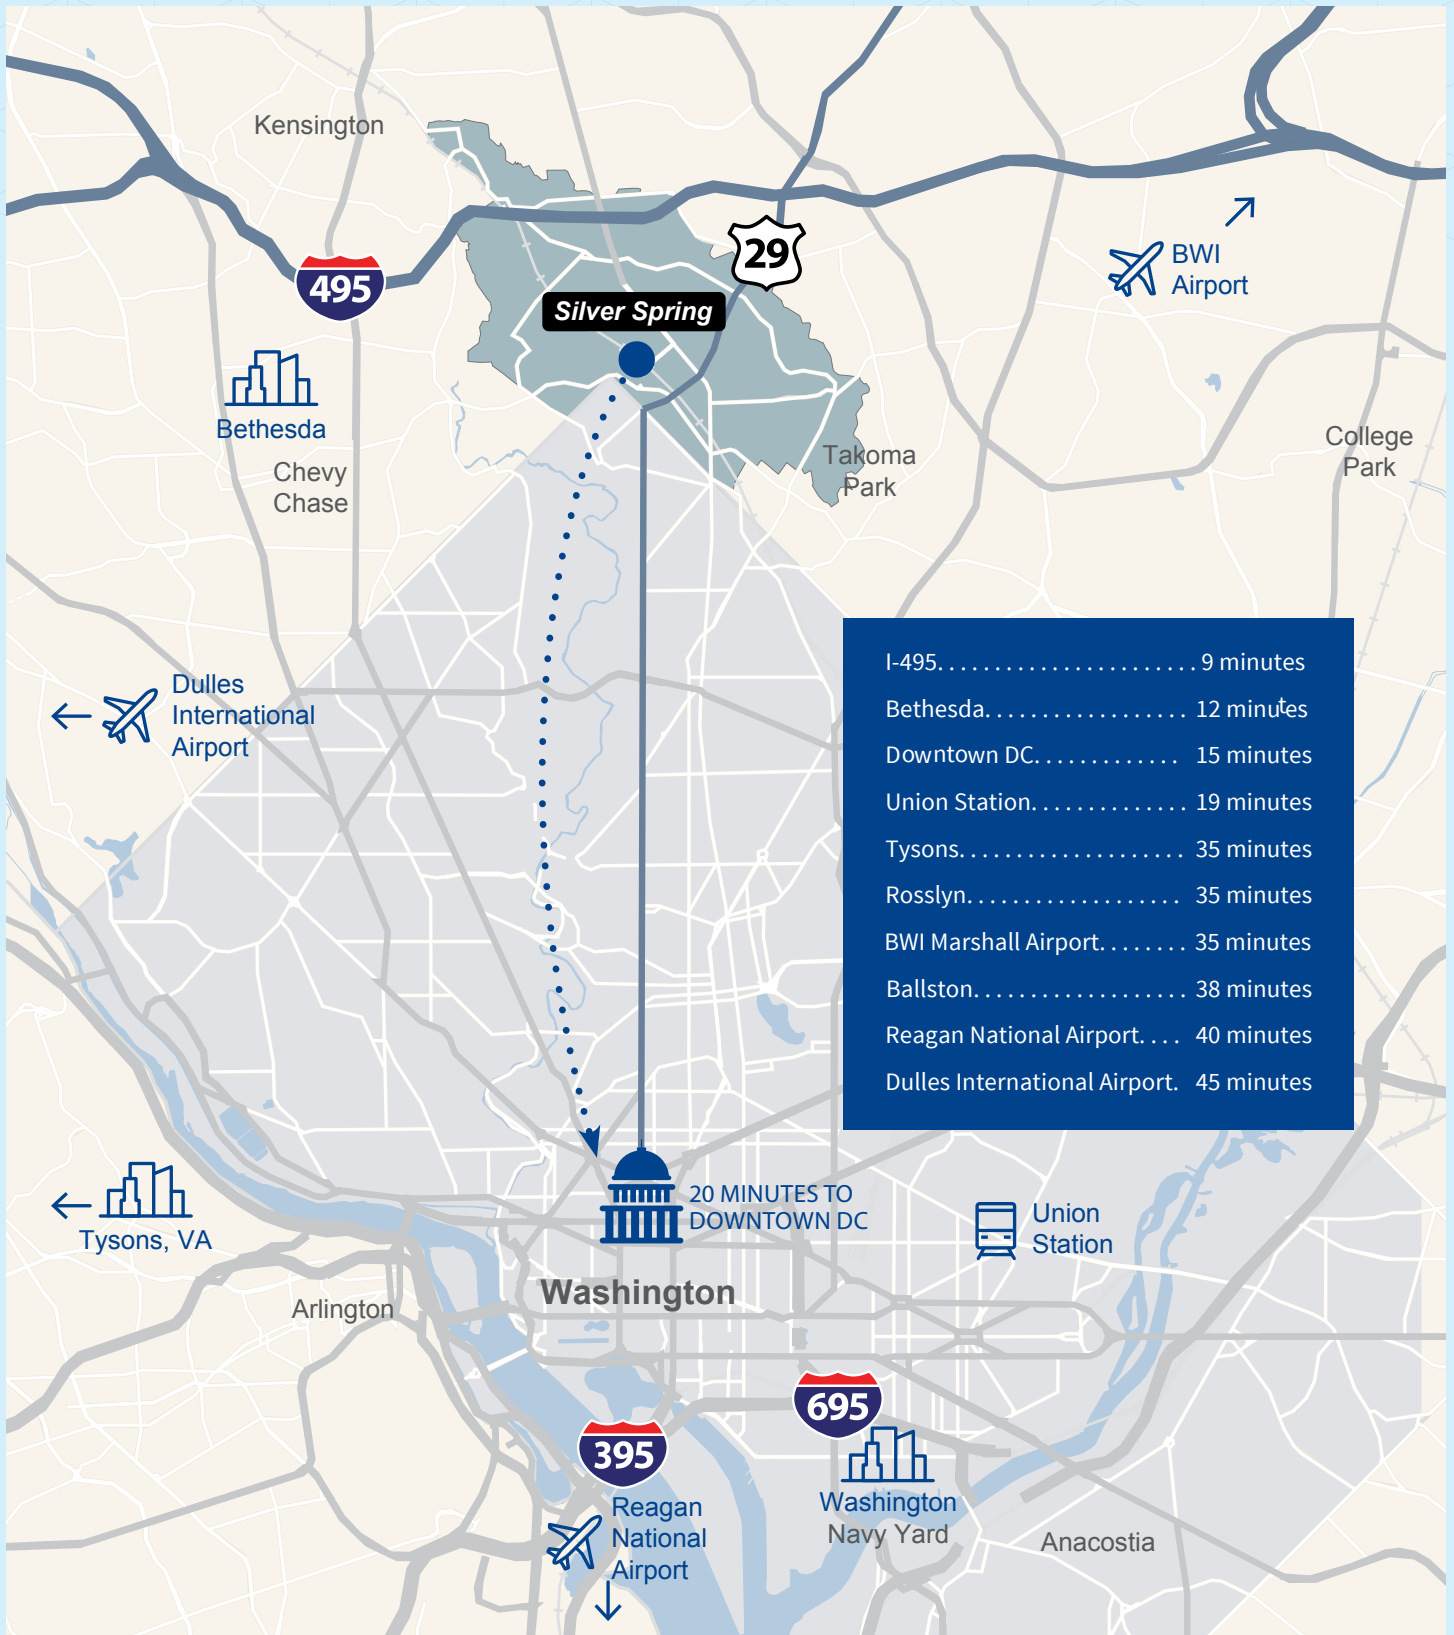 Kensington
29
BWI
Airport
495
Silver Spring
Bethesda
Chevy
Chase
Takoma
Park
College
Park
Dulles
International
Airport
I-495. . . . . . . . . . . . . . . . . . . . . . . 9 minutes
Bethesda. . . . . . . . . . . . . . . . . . 12 minutes
Downtown DC. . . . . . . . . . . . . 15 minutes
Union Station. . . . . . . . . . . . . . 19 minutes
Tysons. . . . . . . . . . . . . . . . . . . . 35 minutes
Rosslyn. . . . . . . . . . . . . . . . . . . 35 minutes
BWI Marshall Airport. . . . . . . . 35 minutes
Ballston. . . . . . . . . . . . . . . . . . . 38 minutes
Reagan National Airport. . . . 40 minutes
Dulles International Airport. 45 minutes
20 MINUTES TO
DOWNTOWN DC
Union
Station
Tysons, VA
Arlington
Washington
695
395
Washington
Navy Yard
Reagan
National
Airport
Anacostia